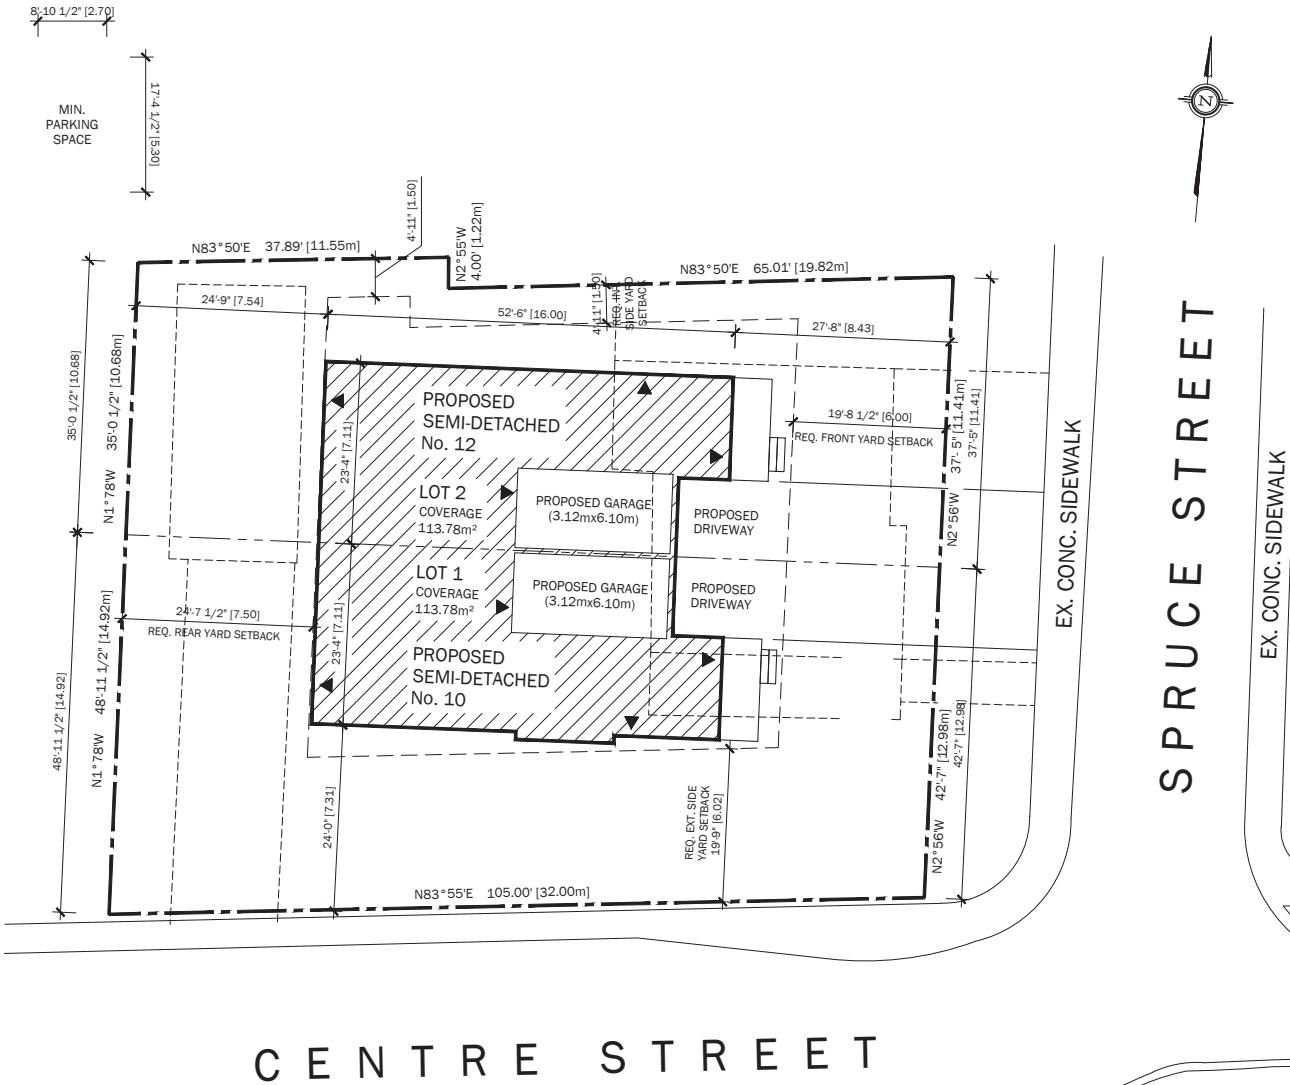 8'-10 1/2" [2.70]
17'-4 1/2" [5.30]
MIN.
PARKING
SPACE
N
4'-11" [1.50]
N2°55'W
4.00' [1.22m]
N83°50'E 37.89' [11.55m]
N83°50'E 65.01' [19.82m]
4'-11" [1.50]
REQ. INT.
SIDE YARD
SETBACK
24'-9" [7.54]
52'-6" [16.00]
27'-8" [8.43]
35'-0 1/2" [10.68]
N1°78'W 35'-0 1/2" [10.68m]
23'-4" [7.11]
PROPOSED
SEMI-DETACHED
No. 12
19'-8 1/2" [6.00]
REQ. FRONT YARD SETBACK
N2°56'W 37'- 5" [11.41m]
37'-5" [11.41]
LOT 2
COVERAGE
113.78m²
PROPOSED GARAGE
(3.12mx6.10m)
PROPOSED
DRIVEWAY
LOT 1
COVERAGE
113.78m²
PROPOSED GARAGE
(3.12mx6.10m)
PROPOSED
DRIVEWAY
24'-7 1/2" [7.50]
REQ. REAR YARD SETBACK
23'-4" [7.11]
PROPOSED
SEMI-DETACHED
No. 10
48'-11 1/2" [14.92]
N1°78'W 48'-11 1/2" [14.92m]
24'-0" [7.31]
REQ. EXT. SIDE
YARD SETBACK
19'-9" [6.02]
N2°56'W 42'-7" [12.98m]
42'-7" [12.98]
N83°55'E 105.00' [32.00m]
EX. CONC. SIDEWALK
SPRUCE STREET
EX. CONC. SIDEWALK
CENTRE STREET